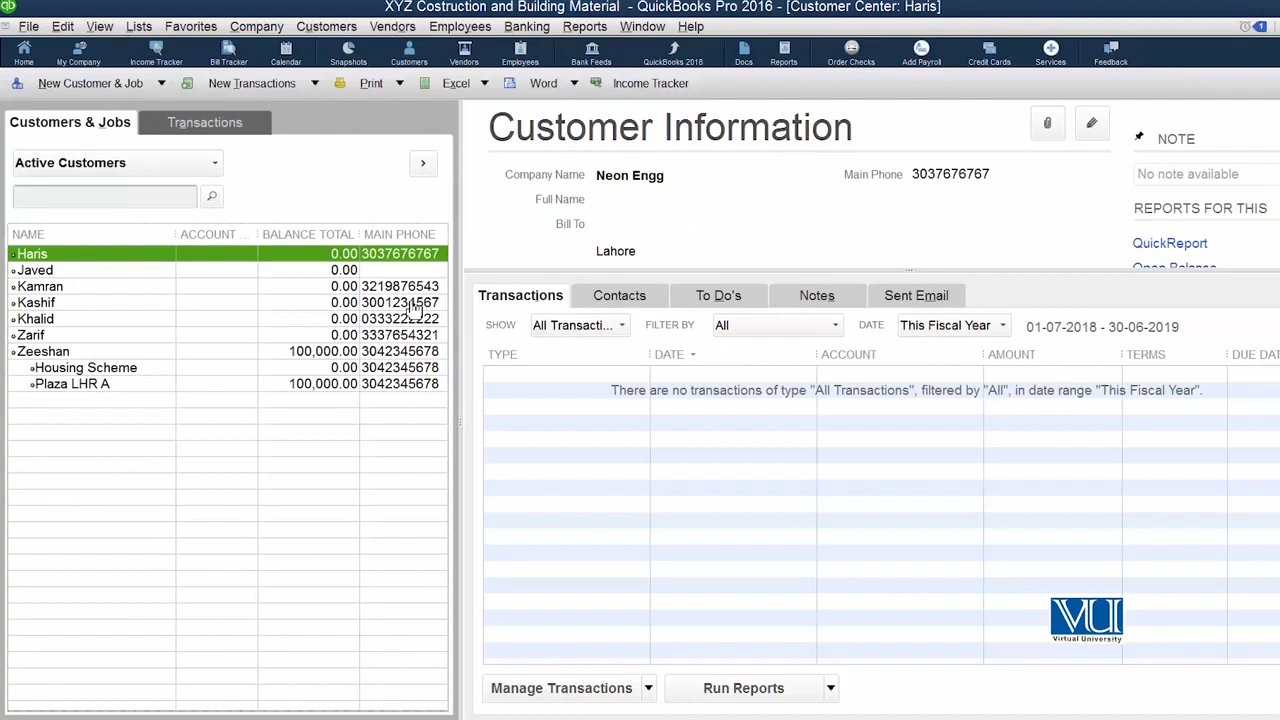 XYZ Costruction and Building Material - QuickBooks Pro 2016 - [Customer Center: Haris]
File Edit View Lists Favorites Company Customers Vendors Employees Banking Reports Window Help 1
Home My Company Income Tracker Bill Tracker Calendar Snapshots Customers Vendors Employees Bank Feeds QuickBooks 2018 Docs Reports Order Checks Add Payroll Credit Cards Services Feedback
New Customer & Job New Transactions Print Excel Word Income Tracker
Customers & Jobs Transactions
Active Customers
NAME ACCOUNT ... BALANCE TOTAL MAIN PHONE
Haris 0.00 3037676767
Javed 0.00
Kamran 0.00 3219876543
Kashif 0.00 3001234567
Khalid 0.00 0333222222
Zarif 0.00 3337654321
Zeeshan 100,000.00 3042345678
Housing Scheme 0.00 3042345678
Plaza LHR A 100,000.00 3042345678
Customer Information
Company Name Neon Engg
Main Phone 3037676767
Full Name
Bill To
Lahore
NOTE
No note available
REPORTS FOR THIS
QuickReport
Open Balance
Transactions Contacts To Do's Notes Sent Email
SHOW All Transacti... FILTER BY All DATE This Fiscal Year 01-07-2018 - 30-06-2019
TYPE DATE ACCOUNT AMOUNT TERMS DUE DAT
There are no transactions of type "All Transactions", filtered by "All", in date range "This Fiscal Year".
VU
Virtual University
Manage Transactions Run Reports